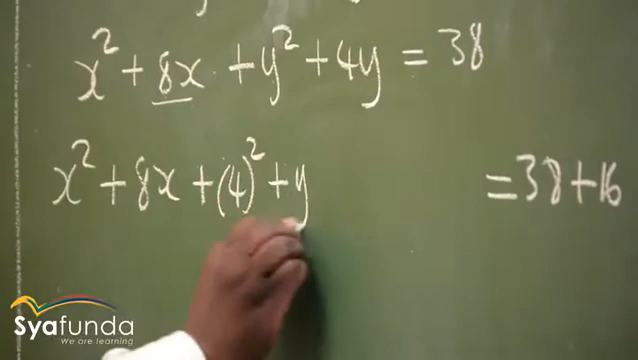 x² + 8x + y² + 4y = 38
x² + 8x + (4)² + y = 38 + 16
Syafunda
We are learning